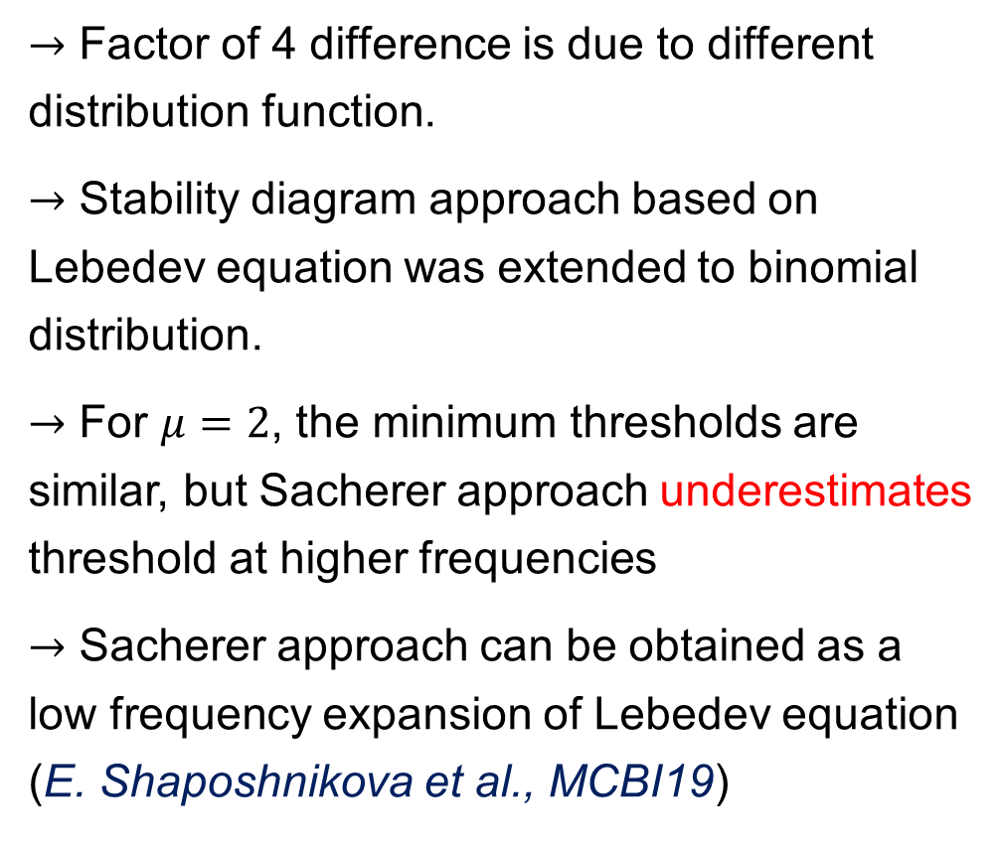 → Factor of 4 difference is due to different
distribution function.
→ Stability diagram approach based on
Lebedev equation was extended to binomial
distribution.
→ For 𝜇 = 2, the minimum thresholds are
similar, but Sacherer approach underestimates
threshold at higher frequencies
→ Sacherer approach can be obtained as a
low frequency expansion of Lebedev equation
(E. Shaposhnikova et al., MCBI19)